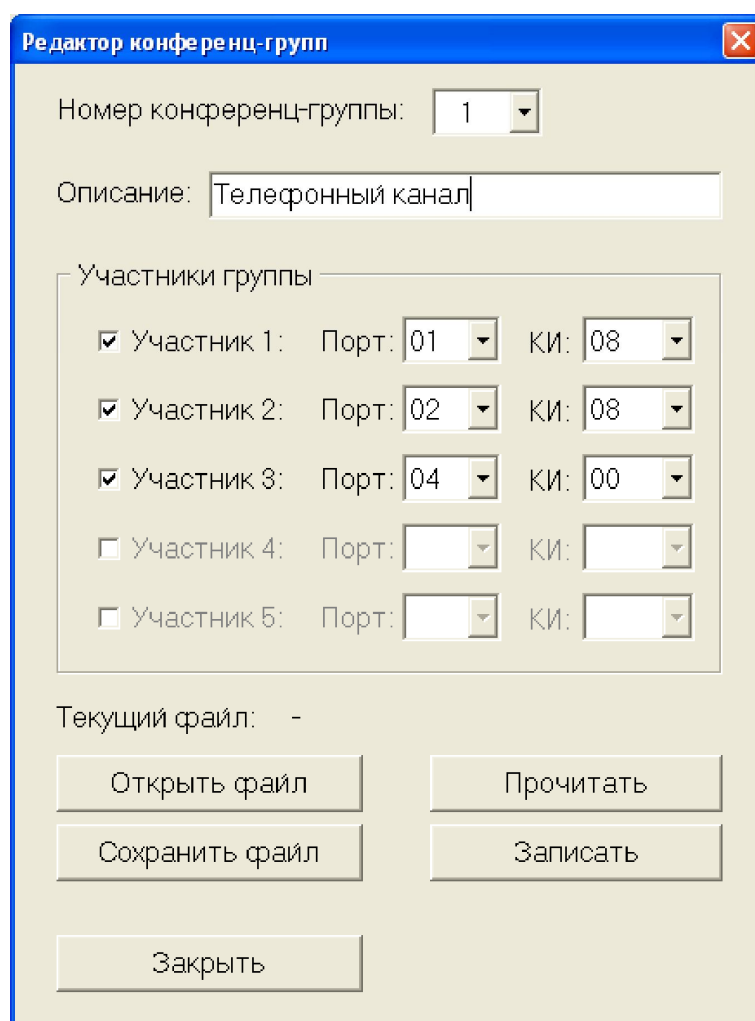 Редактор конференц-групп
Номер конференц-группы: 1
Описание: Телефонный канал
Участники группы
Участник 1: Порт: 01 КИ: 08
Участник 2: Порт: 02 КИ: 08
Участник 3: Порт: 04 КИ: 00
Участник 4: Порт: КИ:
Участник 5: Порт: КИ:
Текущий файл: -
Открыть файл Прочитать
Сохранить файл Записать
Закрыть